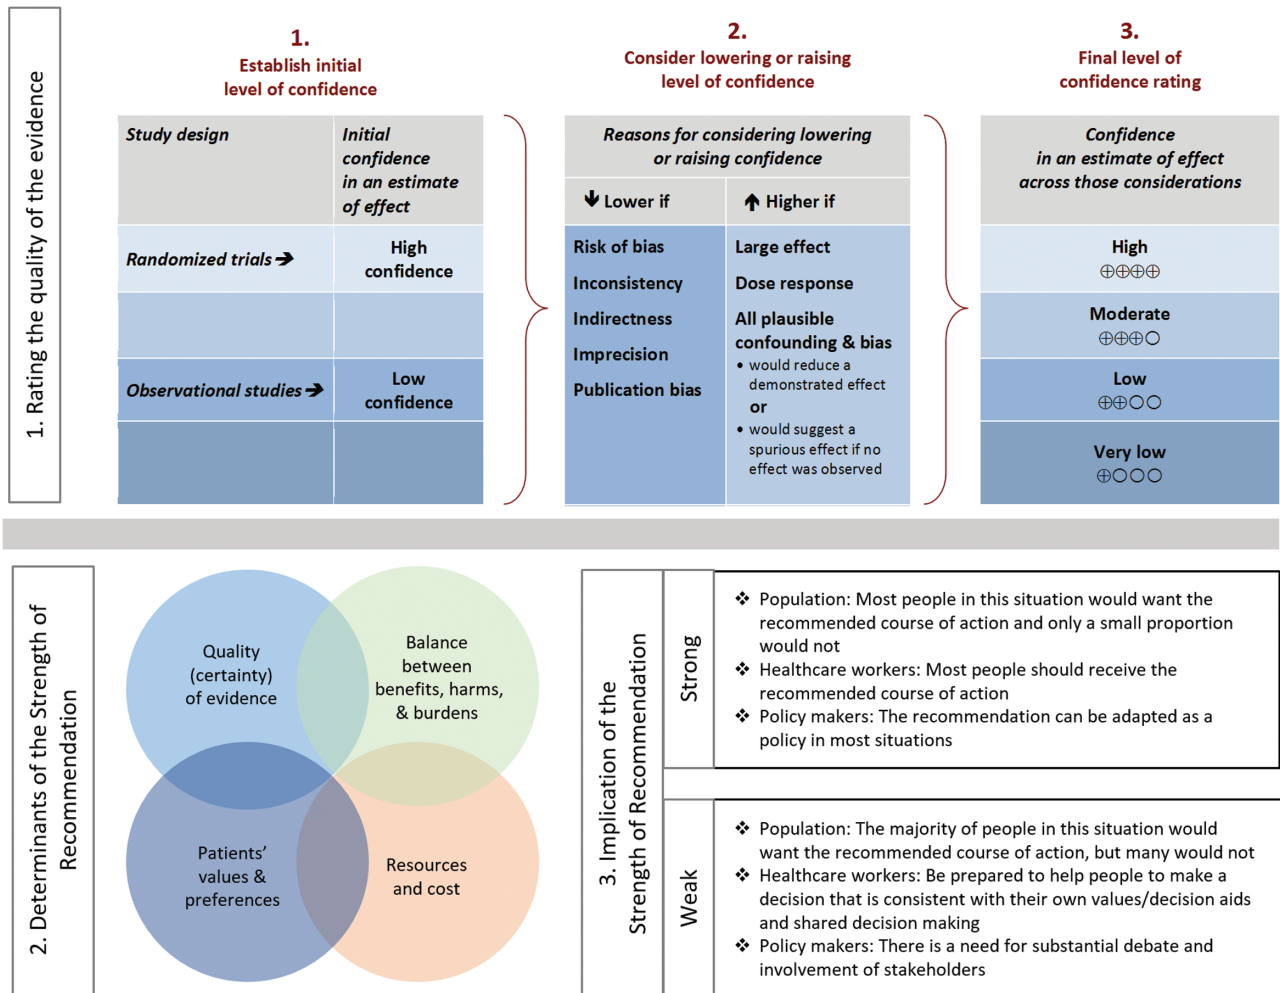 1. Rating the quality of the evidence
1.
Establish initial
level of confidence
Study design
Initial
confidence
in an estimate
of effect
Randomized trials ➔
High
confidence
Observational studies ➔
Low
confidence
2.
Consider lowering or raising
level of confidence
Reasons for considering lowering
or raising confidence
🡻 Lower if
🡹 Higher if
Risk of bias
Inconsistency
Indirectness
Imprecision
Publication bias
Large effect
Dose response
All plausible
confounding & bias
• would reduce a
demonstrated effect
or
• would suggest a
spurious effect if no
effect was observed
3.
Final level of
confidence rating
Confidence
in an estimate of effect
across those considerations
High
⊕⊕⊕⊕
Moderate
⊕⊕⊕○
Low
⊕⊕○○
Very low
⊕○○○
2. Determinants of the Strength of
Recommendation
Quality
(certainty)
of evidence
Balance
between
benefits, harms,
& burdens
Patients’
values &
preferences
Resources
and cost
3. Implication of the
Strength of Recommendation
Strong
❖ Population: Most people in this situation would want the
recommended course of action and only a small proportion
would not
❖ Healthcare workers: Most people should receive the
recommended course of action
❖ Policy makers: The recommendation can be adapted as a
policy in most situations
Weak
❖ Population: The majority of people in this situation would
want the recommended course of action, but many would not
❖ Healthcare workers: Be prepared to help people to make a
decision that is consistent with their own values/decision aids
and shared decision making
❖ Policy makers: There is a need for substantial debate and
involvement of stakeholders